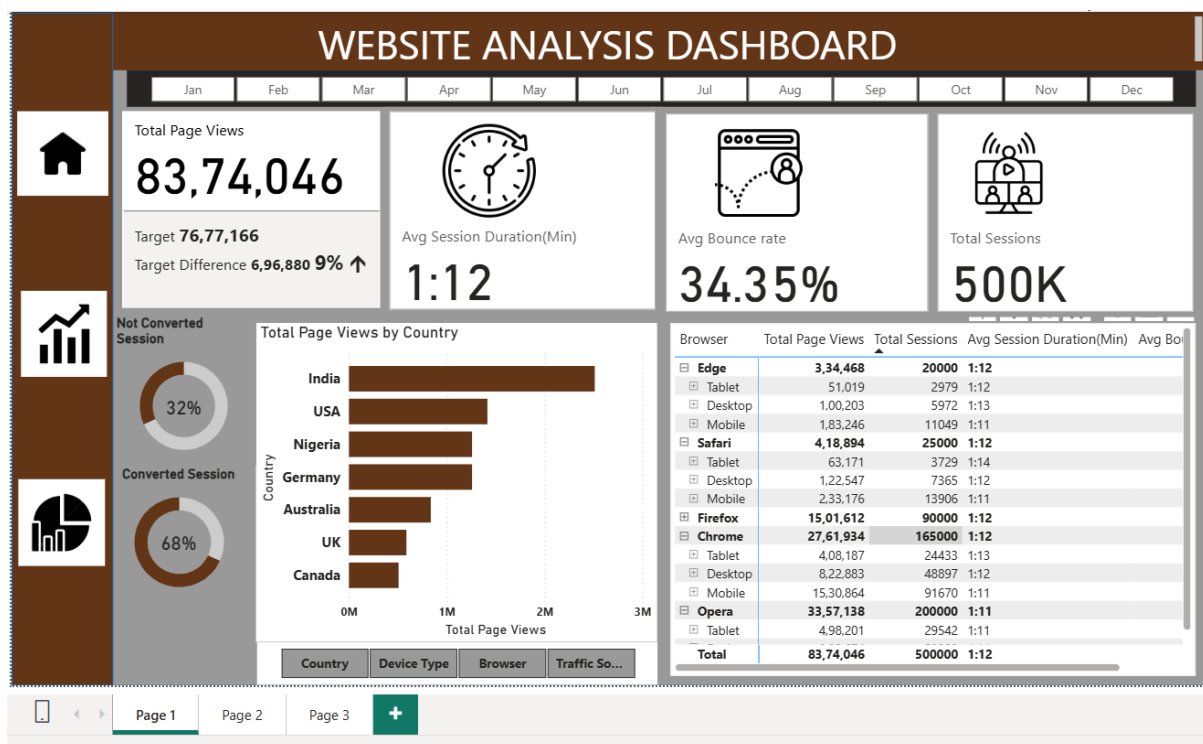 WEBSITE ANALYSIS DASHBOARD
Jan Feb Mar Apr May Jun Jul Aug Sep Oct Nov Dec
Total Page Views
83,74,046
Target 76,77,166
Target Difference 6,96,880 9% ↑
Avg Session Duration(Min)
1:12
Avg Bounce rate
34.35%
Total Sessions
500K
Not Converted
Session
32%
Converted Session
68%
Total Page Views by Country
Country
India
USA
Nigeria
Germany
Australia
UK
Canada
0M 1M 2M 3M
Total Page Views
Country Device Type Browser Traffic So...
Browser Total Page Views Total Sessions Avg Session Duration(Min) Avg Bou
Edge 3,34,468 20000 1:12
Tablet 51,019 2979 1:12
Desktop 1,00,203 5972 1:13
Mobile 1,83,246 11049 1:11
Safari 4,18,894 25000 1:12
Tablet 63,171 3729 1:14
Desktop 1,22,547 7365 1:12
Mobile 2,33,176 13906 1:11
Firefox 15,01,612 90000 1:12
Chrome 27,61,934 165000 1:12
Tablet 4,08,187 24433 1:13
Desktop 8,22,883 48897 1:12
Mobile 15,30,864 91670 1:11
Opera 33,57,138 200000 1:11
Tablet 4,98,201 29542 1:11
Total 83,74,046 500000 1:12
Page 1 Page 2 Page 3 +